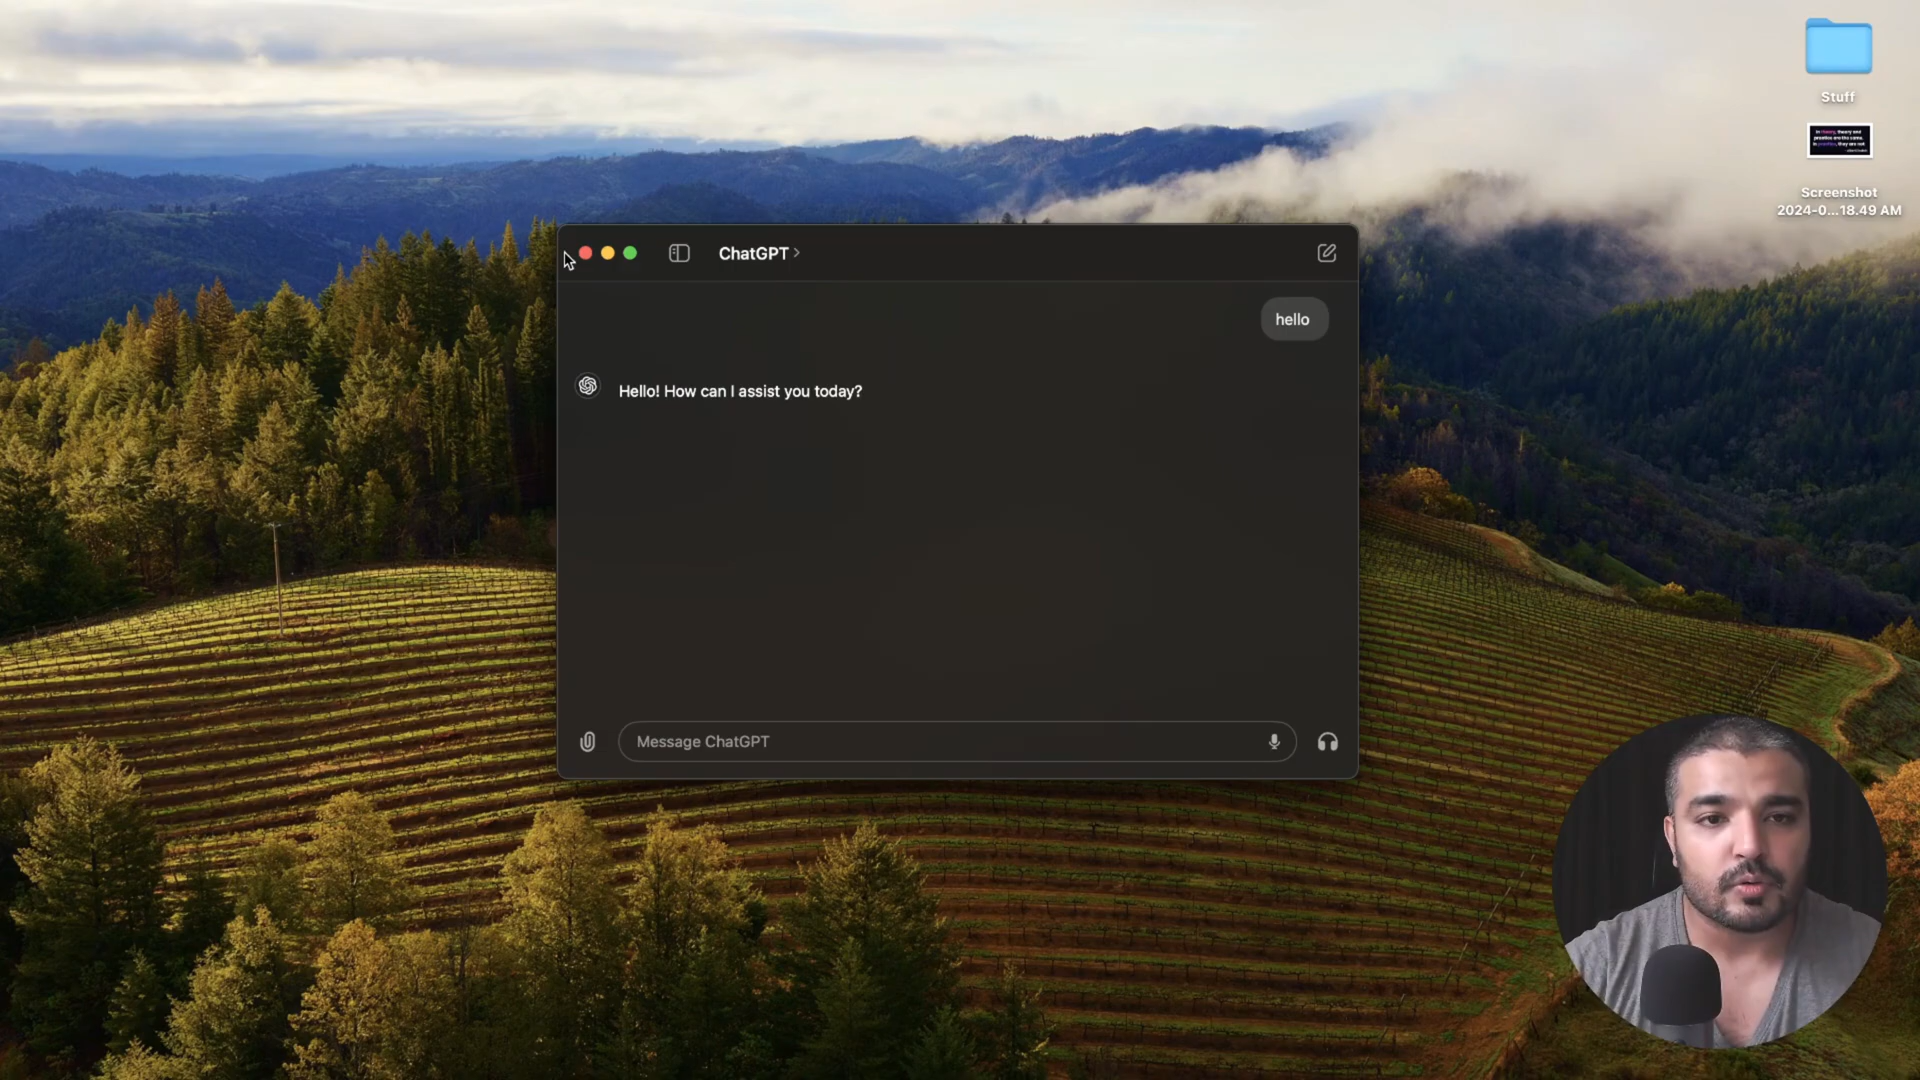 Stuff
Screenshot
2024-0...18.49 AM
ChatGPT
hello
Hello! How can I assist you today?
Message ChatGPT